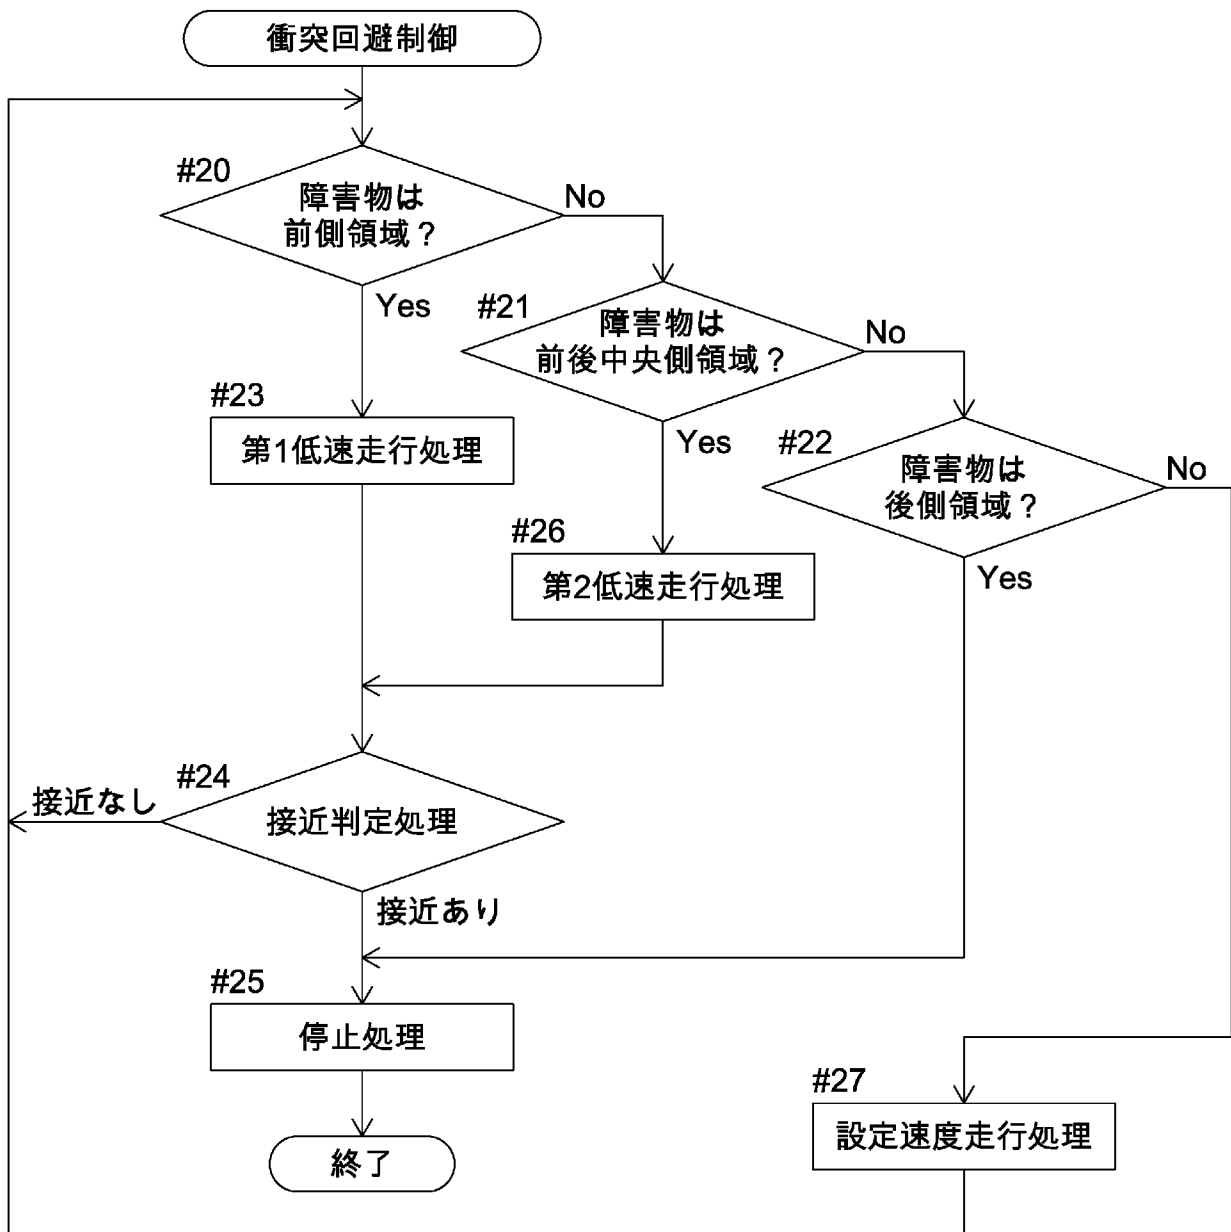 衝突回避制御
#20
障害物は
前側領域？
No
Yes
#21
障害物は
前後中央側領域？
No
Yes
#22
障害物は
後側領域？
No
Yes
#23
第1低速走行処理
#26
第2低速走行処理
#24
接近なし
接近判定処理
接近あり
#25
停止処理
#27
設定速度走行処理
終了